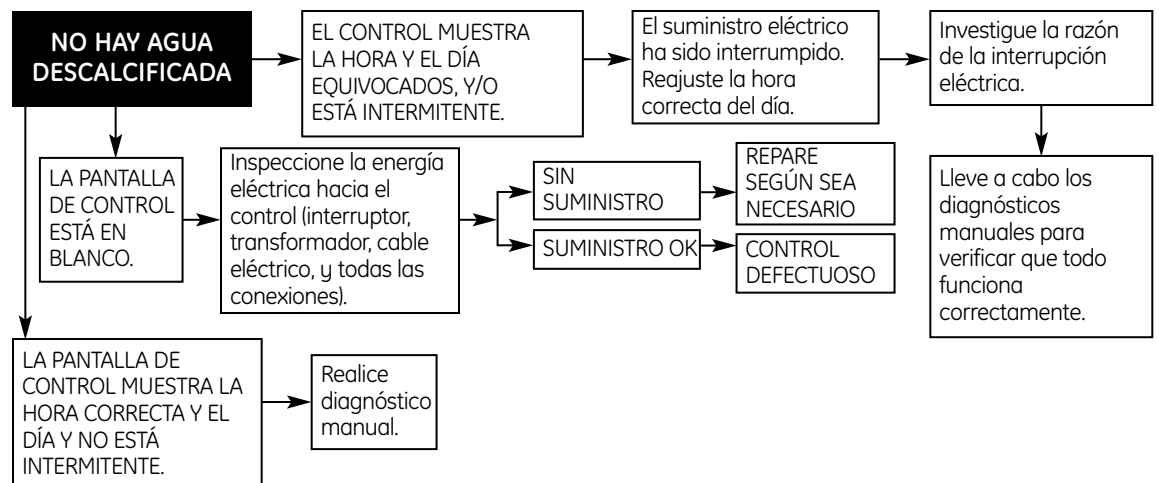 NO HAY AGUA
DESCALCIFICADA
EL CONTROL MUESTRA
LA HORA Y EL DÍA
EQUIVOCADOS, Y/O
ESTÁ INTERMITENTE.
El suministro eléctrico
ha sido interrumpido.
Reajuste la hora
correcta del día.
Investigue la razón
de la interrupción
eléctrica.
Lleve a cabo los
diagnósticos
manuales para
verificar que todo
funciona
correctamente.
LA PANTALLA
DE CONTROL
ESTÁ EN
BLANCO.
Inspeccione la energía
eléctrica hacia el
control (interruptor,
transformador, cable
eléctrico, y todas las
conexiones).
SIN
SUMINISTRO
REPARE
SEGÚN SEA
NECESARIO
SUMINISTRO OK
CONTROL
DEFECTUOSO
LA PANTALLA DE
CONTROL MUESTRA LA
HORA CORRECTA Y EL
DÍA Y NO ESTÁ
INTERMITENTE.
Realice
diagnóstico
manual.